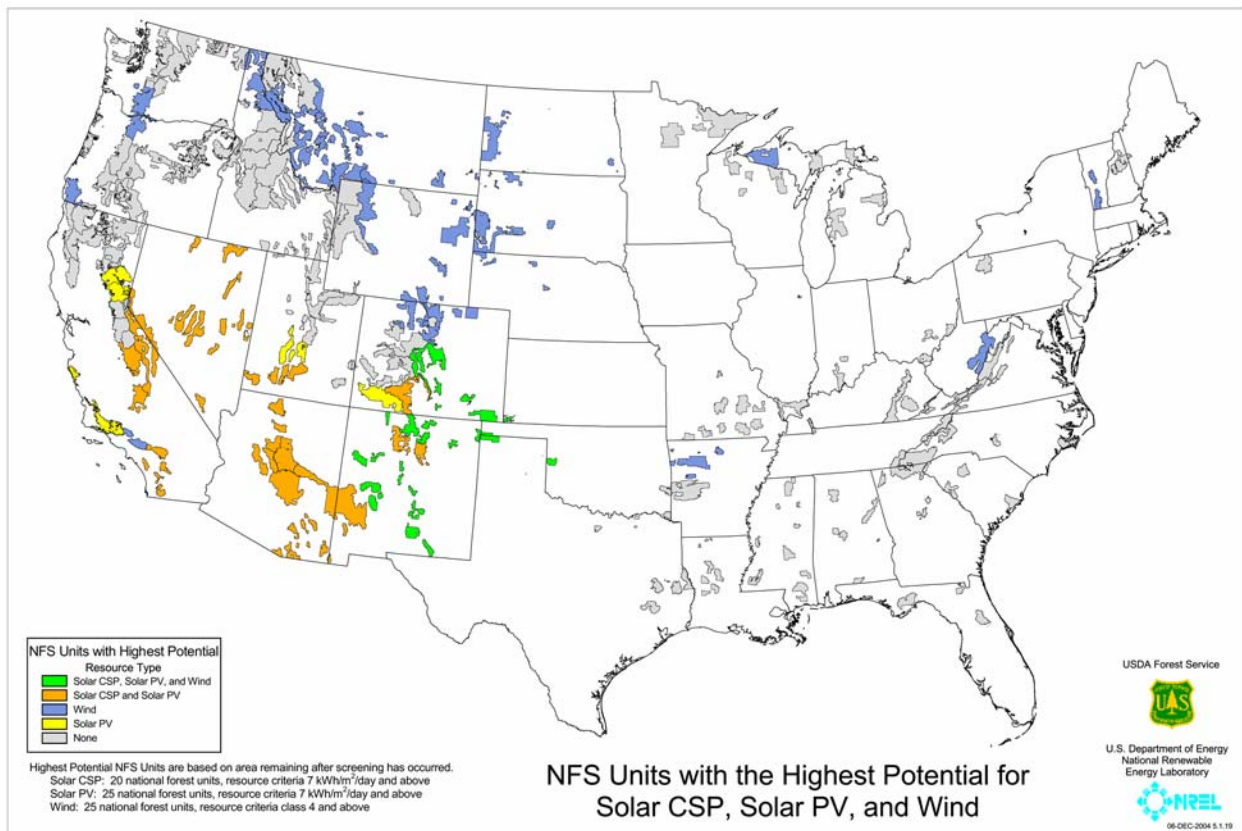 NFS Units with Highest Potential
Resource Type
Solar CSP, Solar PV, and Wind
Solar CSP and Solar PV
Wind
Solar PV
None
Highest Potential NFS Units are based on area remaining after screening has occurred.
Solar CSP: 20 national forest units, resource criteria 7 kWh/m²/day and above
Solar PV: 25 national forest units, resource criteria 7 kWh/m²/day and above
Wind: 25 national forest units, resource criteria class 4 and above
NFS Units with the Highest Potential for
Solar CSP, Solar PV, and Wind
USDA Forest Service
U S
U.S. Department of Energy
National Renewable
Energy Laboratory
NREL
06-DEC-2004 5.1.19